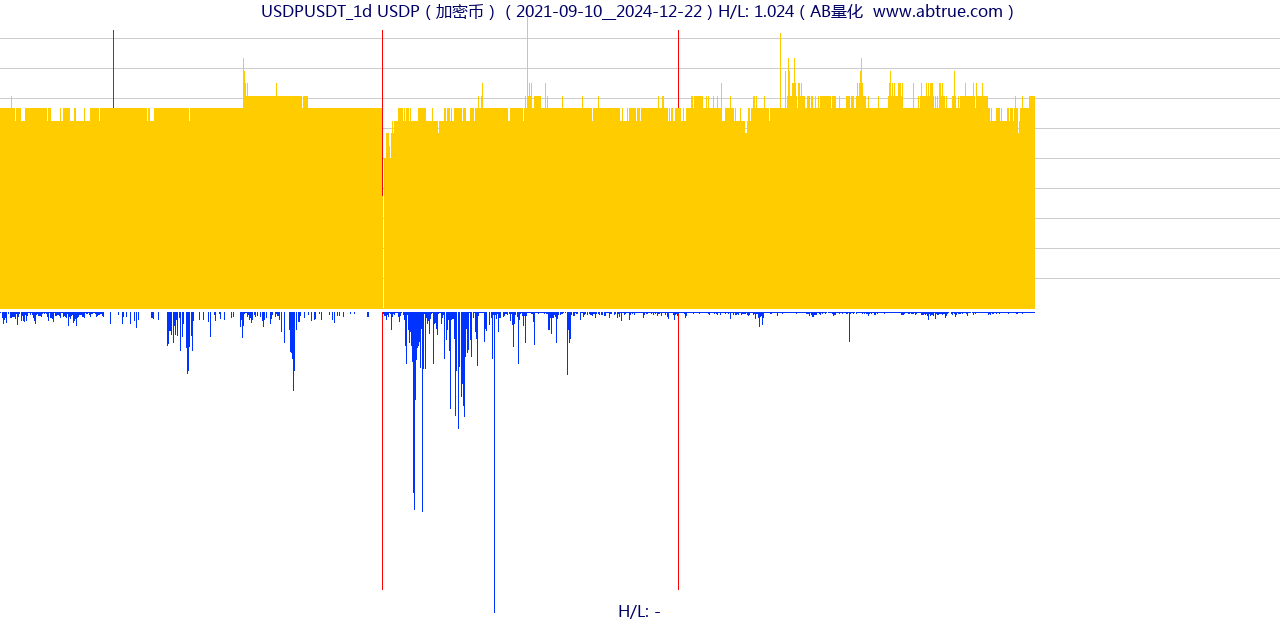 USDPUSDT_1d USDP ( 加密币 ) ( 2021-09-10__2024-12-22 ) H/L: 1.024 ( AB量化  www.abtrue.com )
H/L: -